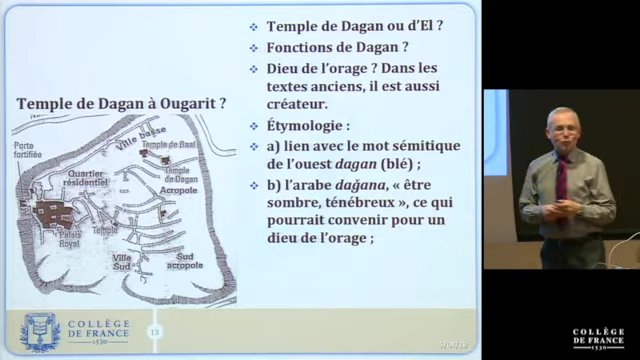 Temple de Dagan à Ougarit ?
Porte
fortifiée
Ville basse
Temple de Baal
Temple de
Dagan
Quartier
résidentiel
Acropole
Palais
Royal
Temple
Ville
Sud
Sud
acropole
Temple de Dagan ou d’El ?
Fonctions de Dagan ?
Dieu de l’orage ? Dans les
textes anciens, il est aussi
créateur.
Étymologie :
a) lien avec le mot sémitique
de l’ouest dagan (blé) ;
b) l’arabe daǧana, « être
sombre, ténébreux », ce qui
pourrait convenir pour un
dieu de l’orage ;
COLLÈGE
DE FRANCE
1530
13
COLLÈGE
DE FRANCE
1530